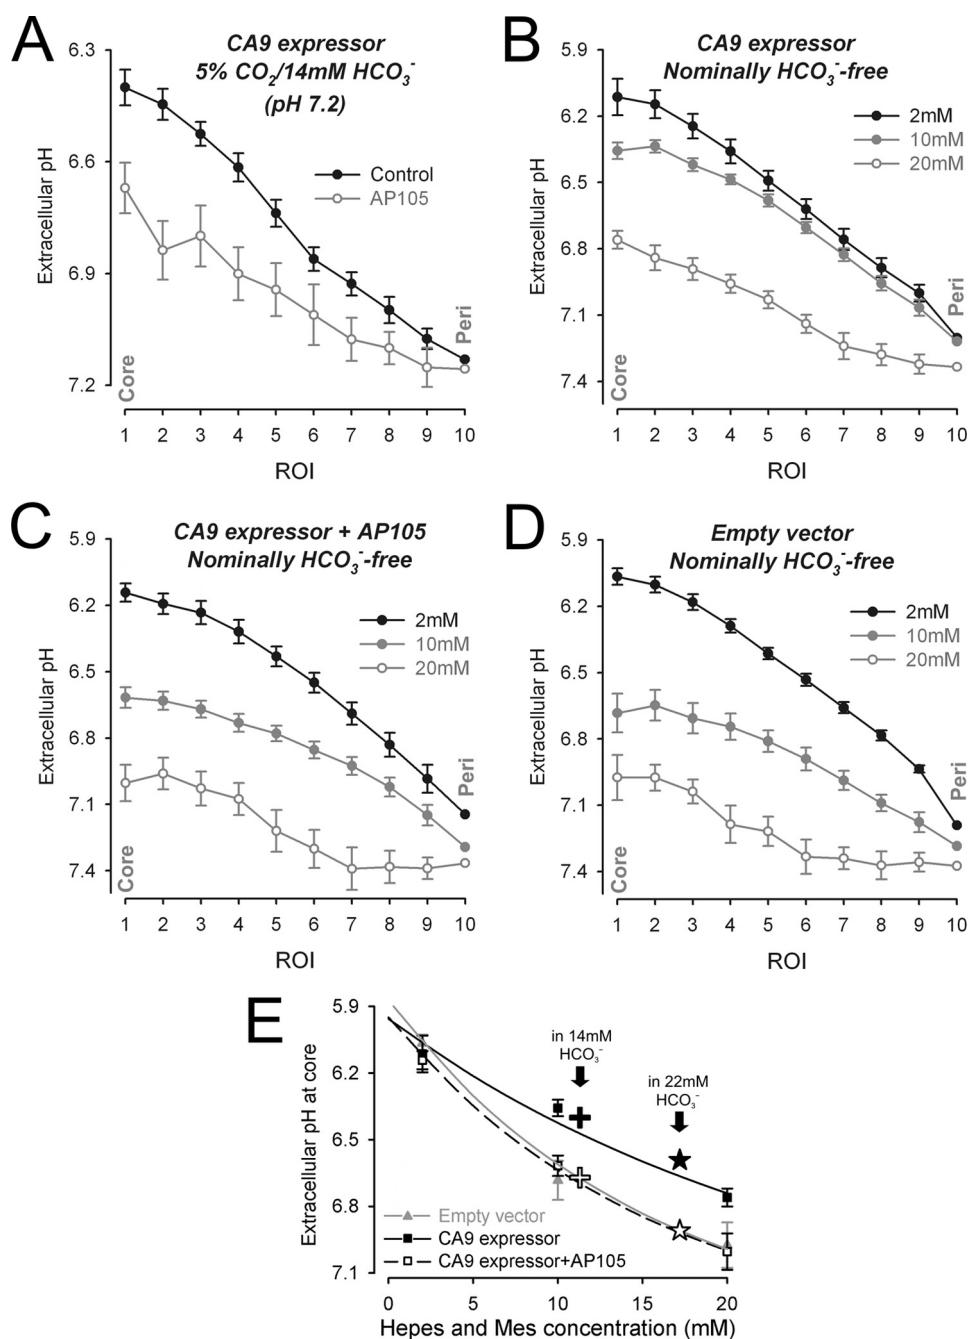 A
CA9 expressor
5% CO₂/14mM HCO₃⁻
(pH 7.2)
6.3
6.6
6.9
7.2
Extracellular pH
Control
AP105
Core
Peri
1 2 3 4 5 6 7 8 9 10
ROI
B
CA9 expressor
Nominally HCO₃⁻-free
5.9
6.2
6.5
6.8
7.1
7.4
Extracellular pH
2mM
10mM
20mM
Core
Peri
1 2 3 4 5 6 7 8 9 10
ROI
C
CA9 expressor + AP105
Nominally HCO₃⁻-free
5.9
6.2
6.5
6.8
7.1
7.4
Extracellular pH
2mM
10mM
20mM
Core
Peri
1 2 3 4 5 6 7 8 9 10
ROI
D
Empty vector
Nominally HCO₃⁻-free
5.9
6.2
6.5
6.8
7.1
7.4
Extracellular pH
2mM
10mM
20mM
Core
Peri
1 2 3 4 5 6 7 8 9 10
ROI
E
5.9
6.2
6.5
6.8
7.1
Extracellular pH at core
in 14mM
HCO₃⁻
in 22mM
HCO₃⁻
Empty vector
CA9 expressor
CA9 expressor+AP105
0 5 10 15 20
Hepes and Mes concentration (mM)